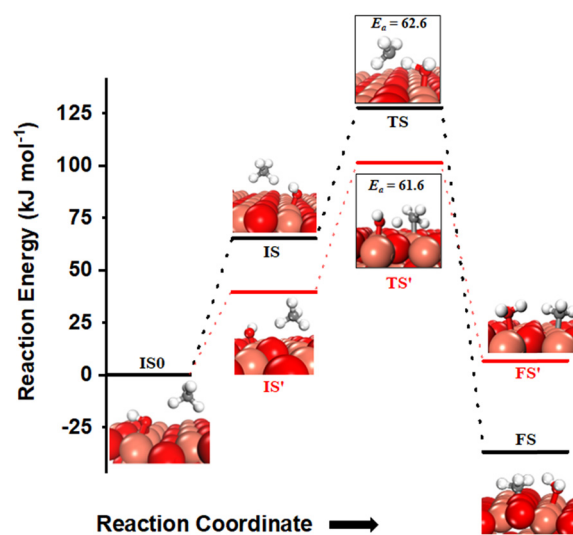 Eₐ = 62.6
TS
125
100
75
50
25
0
-25
Reaction Energy (kJ mol⁻¹)
IS
Eₐ = 61.6
TS'
IS0
IS'
FS'
FS
Reaction Coordinate